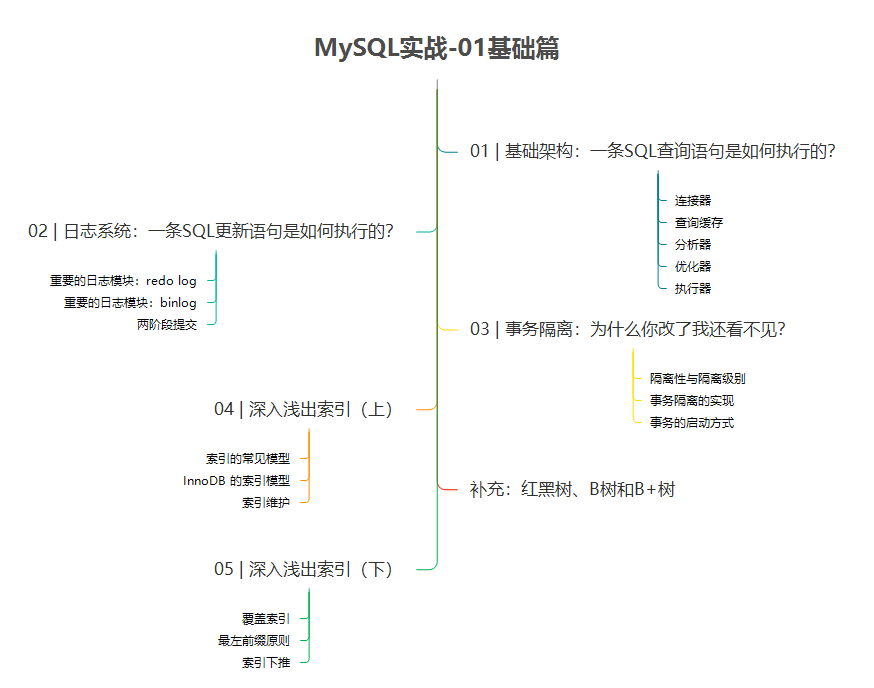 MySQL实战-01基础篇
01 | 基础架构：一条SQL查询语句是如何执行的？
连接器
查询缓存
分析器
优化器
执行器
02 | 日志系统：一条SQL更新语句是如何执行的？
重要的日志模块：redo log
重要的日志模块：binlog
两阶段提交
03 | 事务隔离：为什么你改了我还看不见？
隔离性与隔离级别
事务隔离的实现
事务的启动方式
04 | 深入浅出索引（上）
索引的常见模型
InnoDB 的索引模型
索引维护
补充：红黑树、B树和B+树
05 | 深入浅出索引（下）
覆盖索引
最左前缀原则
索引下推